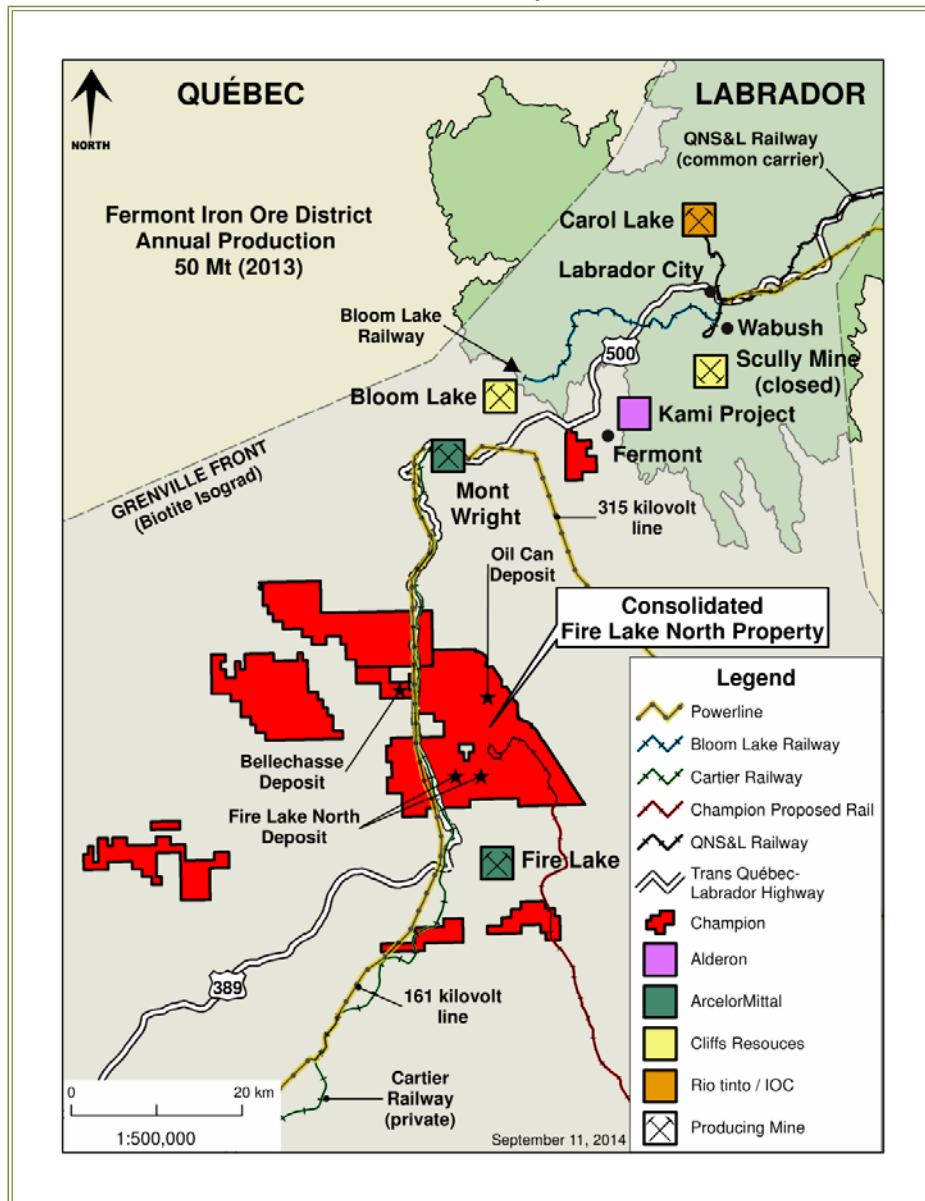 QUÉBEC
LABRADOR
NORTH
QNS&L Railway
(common carrier)
Fermont Iron Ore District
Annual Production
50 Mt (2013)
Carol Lake
Labrador City
Bloom Lake
Railway
Wabush
500
Scully Mine
(closed)
Bloom Lake
Kami Project
Fermont
GRENVILLE FRONT
(Biotite Isograd)
Mont
Wright
315 kilovolt
line
Oil Can
Deposit
Consolidated
Fire Lake North Property
Bellechasse
Deposit
Fire Lake North
Deposit
Fire Lake
389
161 kilovolt
line
Cartier
Railway
(private)
0
20 km
1:500,000
September 11, 2014
Legend
Powerline
Bloom Lake Railway
Cartier Railway
Champion Proposed Rail
QNS&L Railway
Trans Québec-
Labrador Highway
Champion
Alderon
ArcelorMittal
Cliffs Resouces
Rio tinto / IOC
Producing Mine